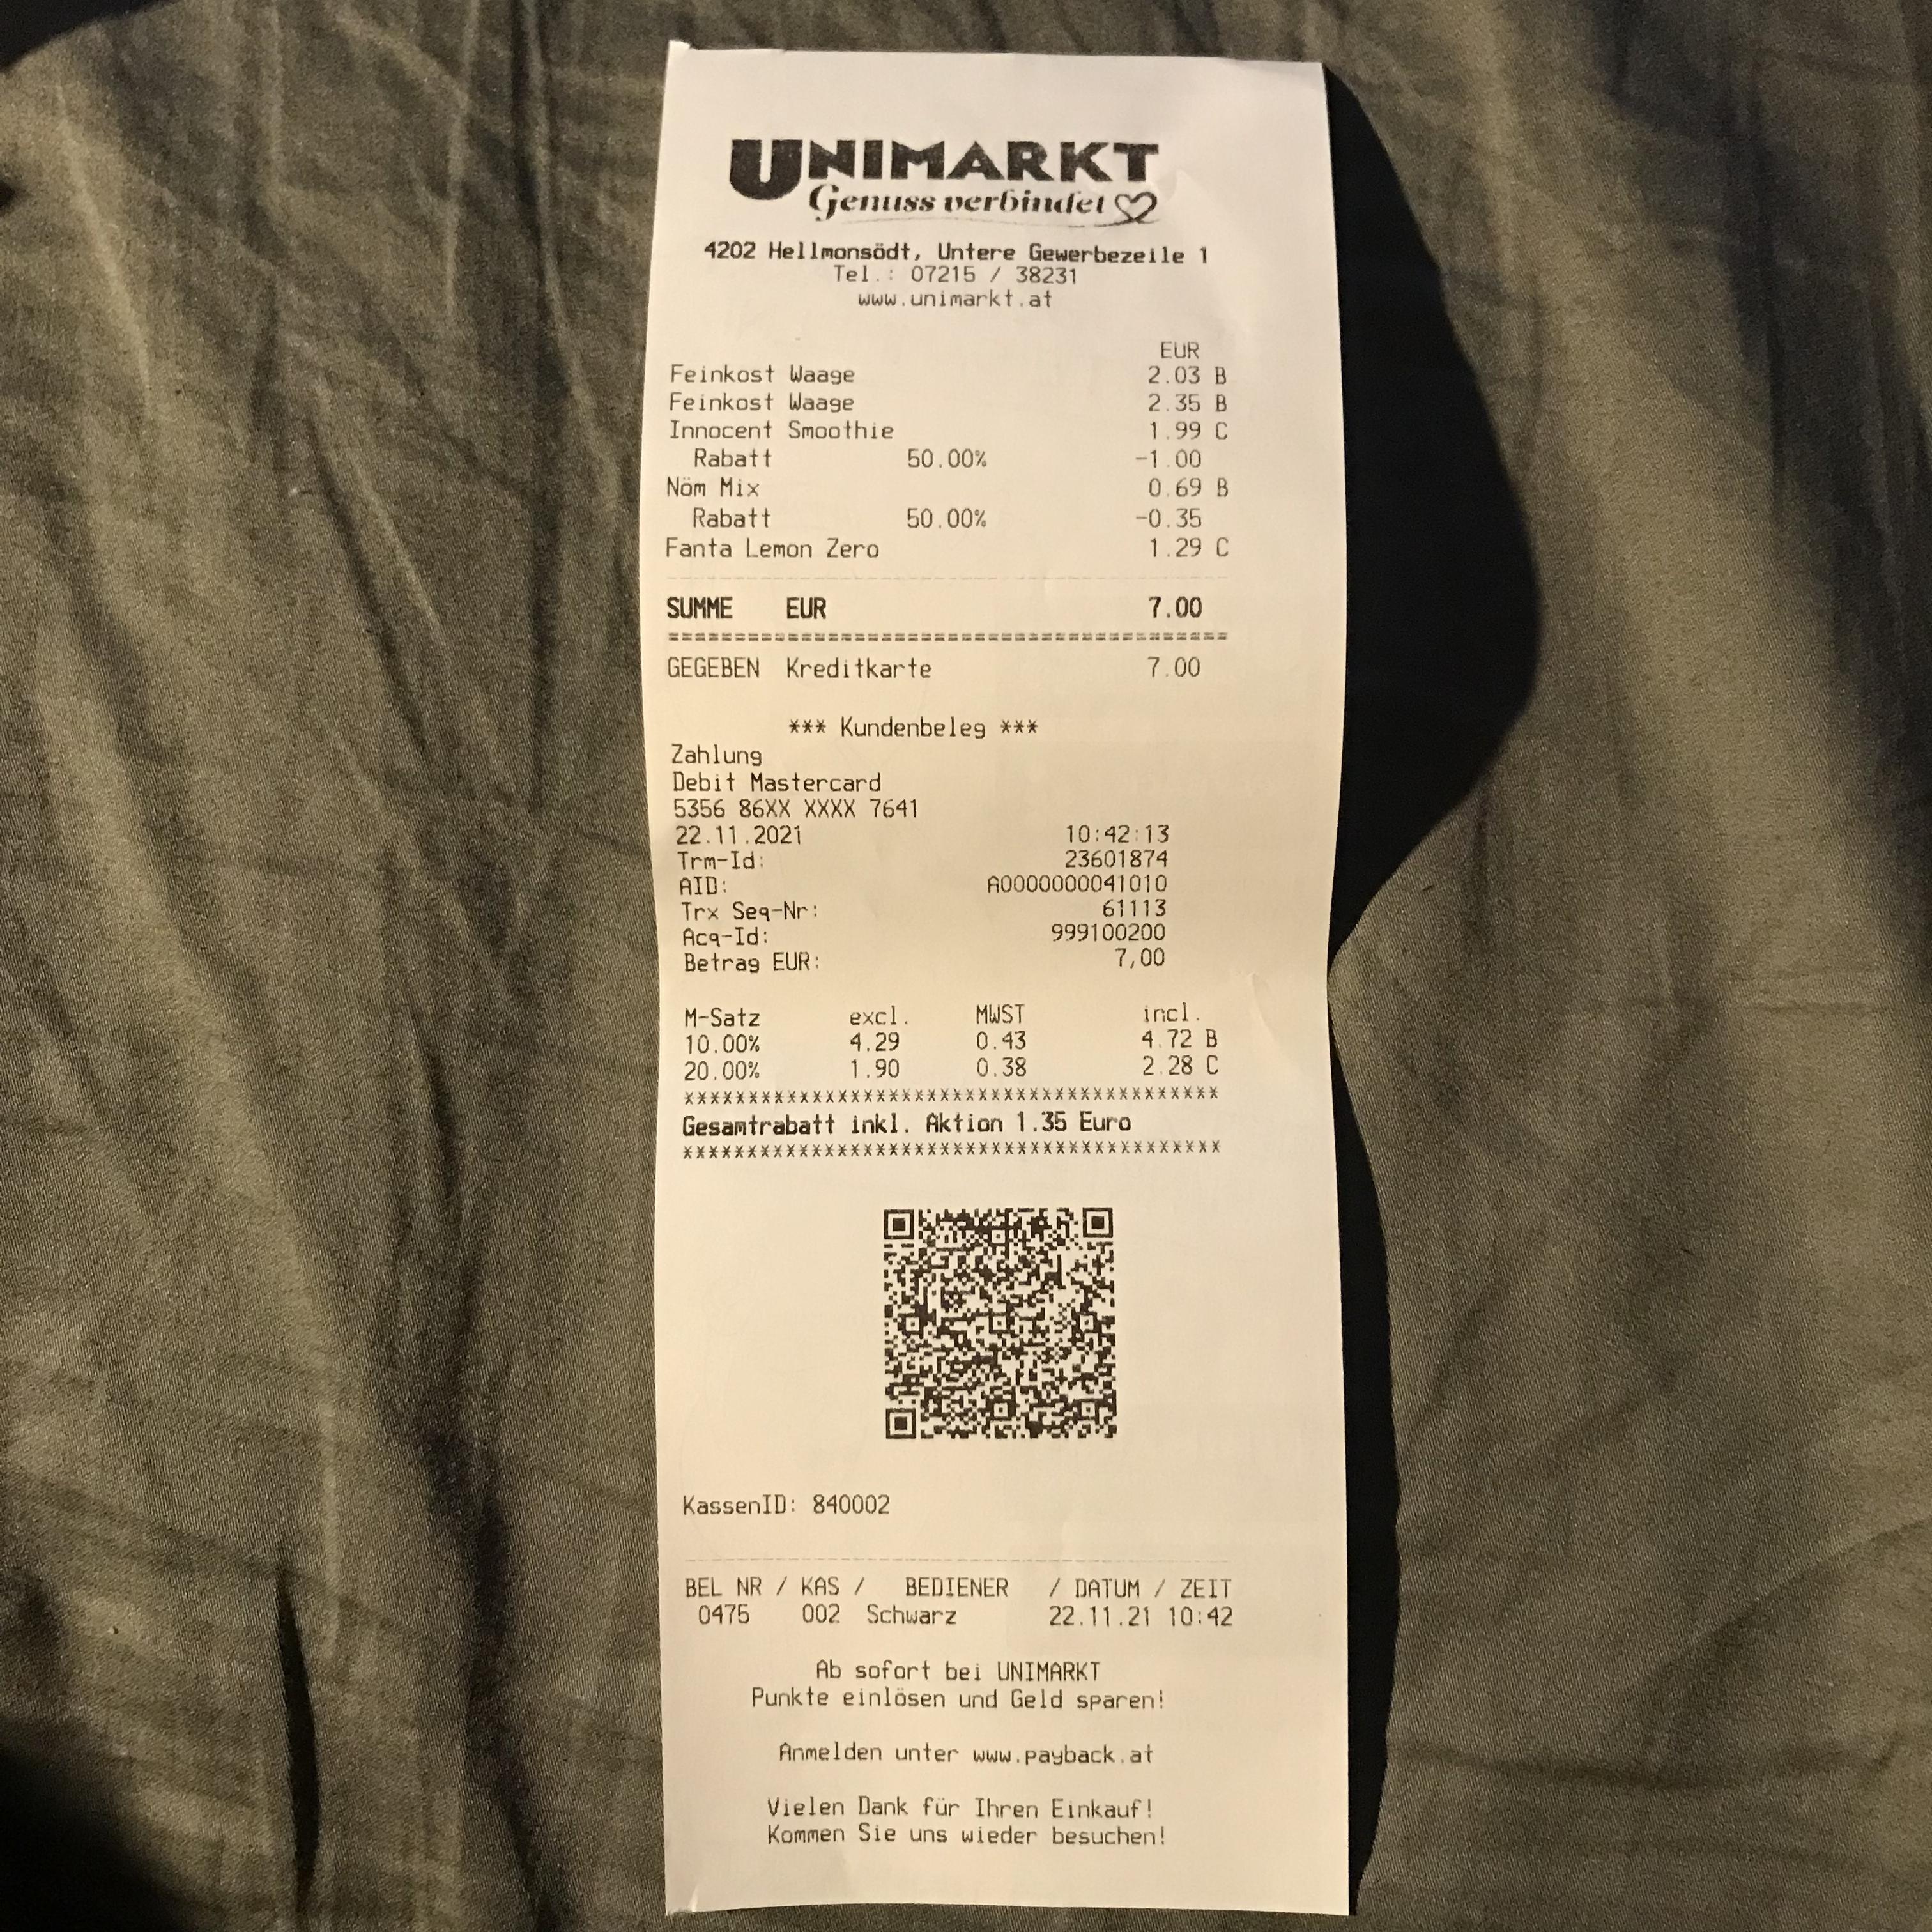 UNIMARKT
Genuss verbindet
4202 Hellmonsödt, Untere Gewerbezeile 1
Tel.: 07215 / 38231
www.unimarkt.at
EUR
Feinkost Waage 2.03 B
Feinkost Waage 2.35 B
Innocent Smoothie 1.99 C
Rabatt 50.00% -1.00
Nöm Mix 0.69 B
Rabatt 50.00% -0.35
Fanta Lemon Zero 1.29 C
SUMME EUR 7.00
GEGEBEN Kreditkarte 7.00
*** Kundenbeleg ***
Zahlung
Debit Mastercard
5356 86XX XXXX 7641
22.11.2021 10:42:13
Trm-Id: 23601874
AID: A0000000041010
Trx Seq-Nr: 61113
Acq-Id: 999100200
Betrag EUR: 7,00
M-Satz excl. MWST incl.
10.00% 4.29 0.43 4.72 B
20.00% 1.90 0.38 2.28 C
******************************************
Gesamtrabatt inkl. Aktion 1.35 Euro
******************************************
KassenID: 840002
BEL NR / KAS / BEDIENER / DATUM / ZEIT
0475 002 Schwarz 22.11.21 10:42
Ab sofort bei UNIMARKT
Punkte einlösen und Geld sparen!
Anmelden unter www.payback.at
Vielen Dank für Ihren Einkauf!
Kommen Sie uns wieder besuchen!